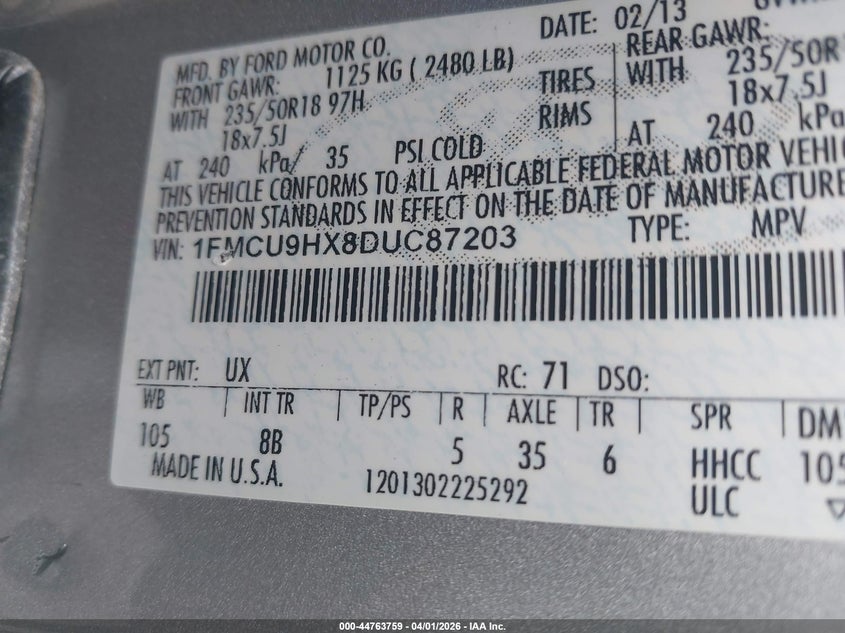 DATE: 02/13
MFD. BY FORD MOTOR CO.
FRONT GAWR: 1125 KG ( 2480 LB)
REAR GAWR:
WITH 235/50R18 97H TIRES WITH 235/50R1
18x7.5J RIMS 18x7.5J
AT 240 kPa/ 35 PSI COLD AT 240 kPa
THIS VEHICLE CONFORMS TO ALL APPLICABLE FEDERAL MOTOR VEHIC
PREVENTION STANDARDS IN EFFECT ON THE DATE OF MANUFACTURE
VIN: 1FMCU9HX8DUC87203 TYPE: MPV
EXT PNT: UX RC: 71 DSO:
WB INT TR TP/PS R AXLE TR SPR DM
105 8B 5 35 6 HHCC 105
MADE IN U.S.A. 1201302225292 ULC
000-44763759 - 04/01/2026 - IAA Inc.